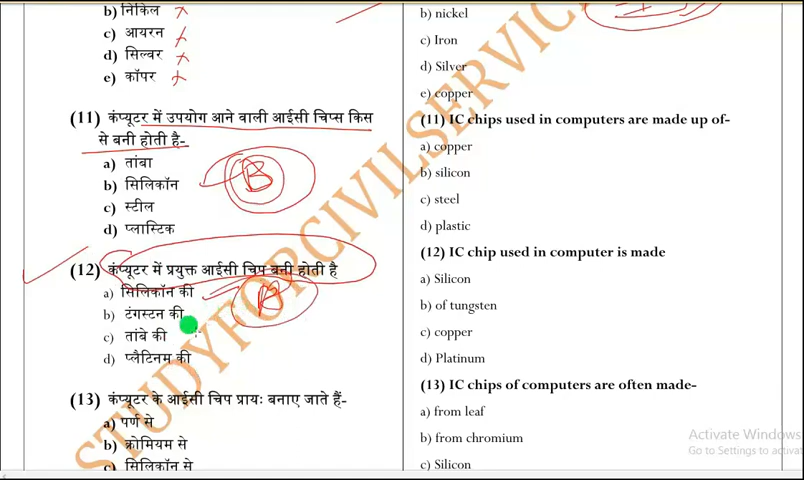 b) निकिल
c) आयरन
d) सिल्वर
e) कॉपर
(11) कंप्यूटर में उपयोग आने वाली आईसी चिप्स किस
से बनी होती है-
a) तांबा
b) सिलिकॉन
c) स्टील
d) प्लास्टिक
B
(12) कंप्यूटर में प्रयुक्त आईसी चिप बनी होती है
a) सिलिकॉन की
b) टंगस्टन की
c) तांबे की
d) प्लैटिनम की
B
(13) कंप्यूटर के आईसी चिप प्रायः बनाए जाते हैं-
a) पर्ण से
b) क्रोमियम से
c) सिलिकॉन से
b) nickel
c) Iron
d) Silver
e) copper
(11) IC chips used in computers are made up of-
a) copper
b) silicon
c) steel
d) plastic
(12) IC chip used in computer is made
a) Silicon
b) of tungsten
c) copper
d) Platinum
(13) IC chips of computers are often made-
a) from leaf
b) from chromium
c) Silicon
STUDYFORCIVILSERVIC
Activate Windows
Go to Settings to activat